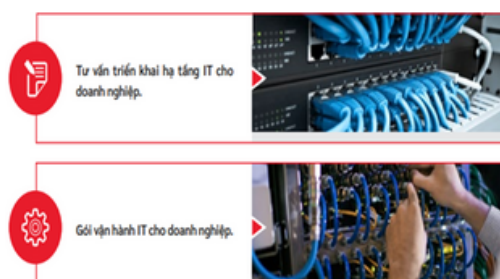 Tư vấn triển khai hạ tầng IT cho
doanh nghiệp.
Gói vận hành IT cho doanh nghiệp.